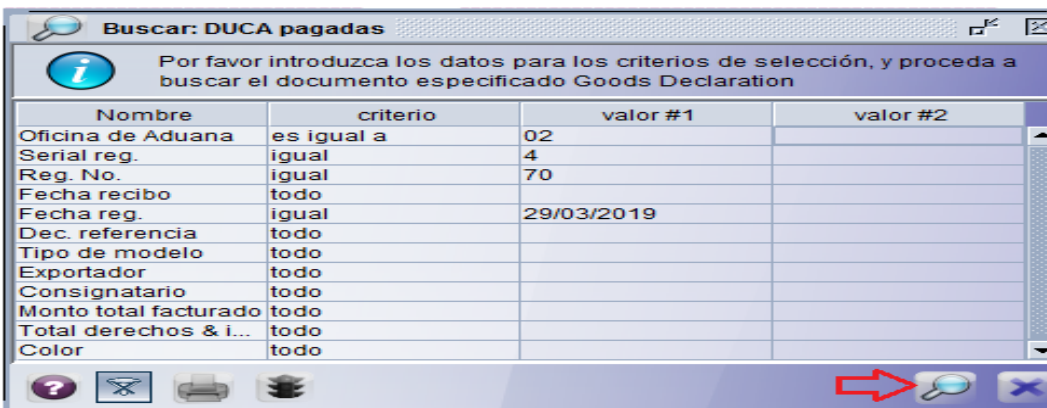 Buscar: DUCA pagadas
Por favor introduzca los datos para los criterios de selección, y proceda a
buscar el documento especificado Goods Declaration
Nombre criterio valor #1 valor #2
Oficina de Aduana es igual a 02
Serial reg. igual 4
Reg. No. igual 70
Fecha recibo todo
Fecha reg. igual 29/03/2019
Dec. referencia todo
Tipo de modelo todo
Exportador todo
Consignatario todo
Monto total facturado todo
Total derechos & i... todo
Color todo